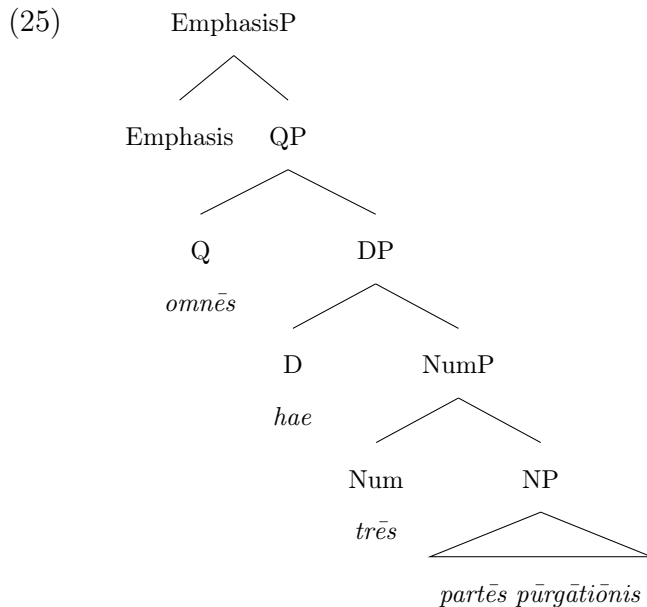 (25) EmphasisP
Emphasis QP
Q DP
omnēs
D NumP
hae
Num NP
trēs
partēs pūrgātiōnis